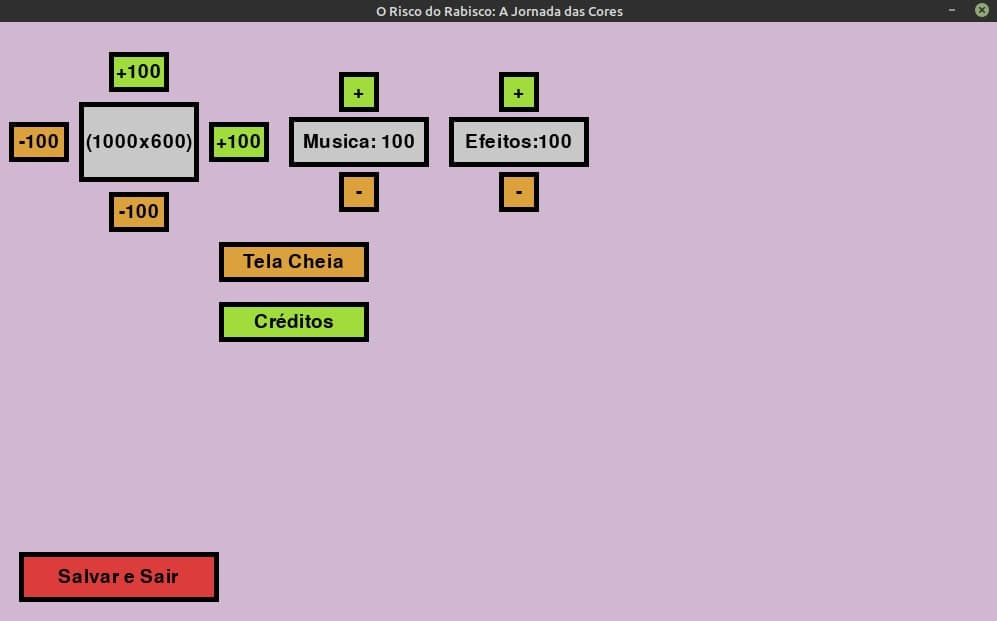 O Risco do Rabisco: A Jornada das Cores
+100
-100
(1000x600)
+100
-100
+
Musica: 100
-
+
Efeitos:100
-
Tela Cheia
Créditos
Salvar e Sair